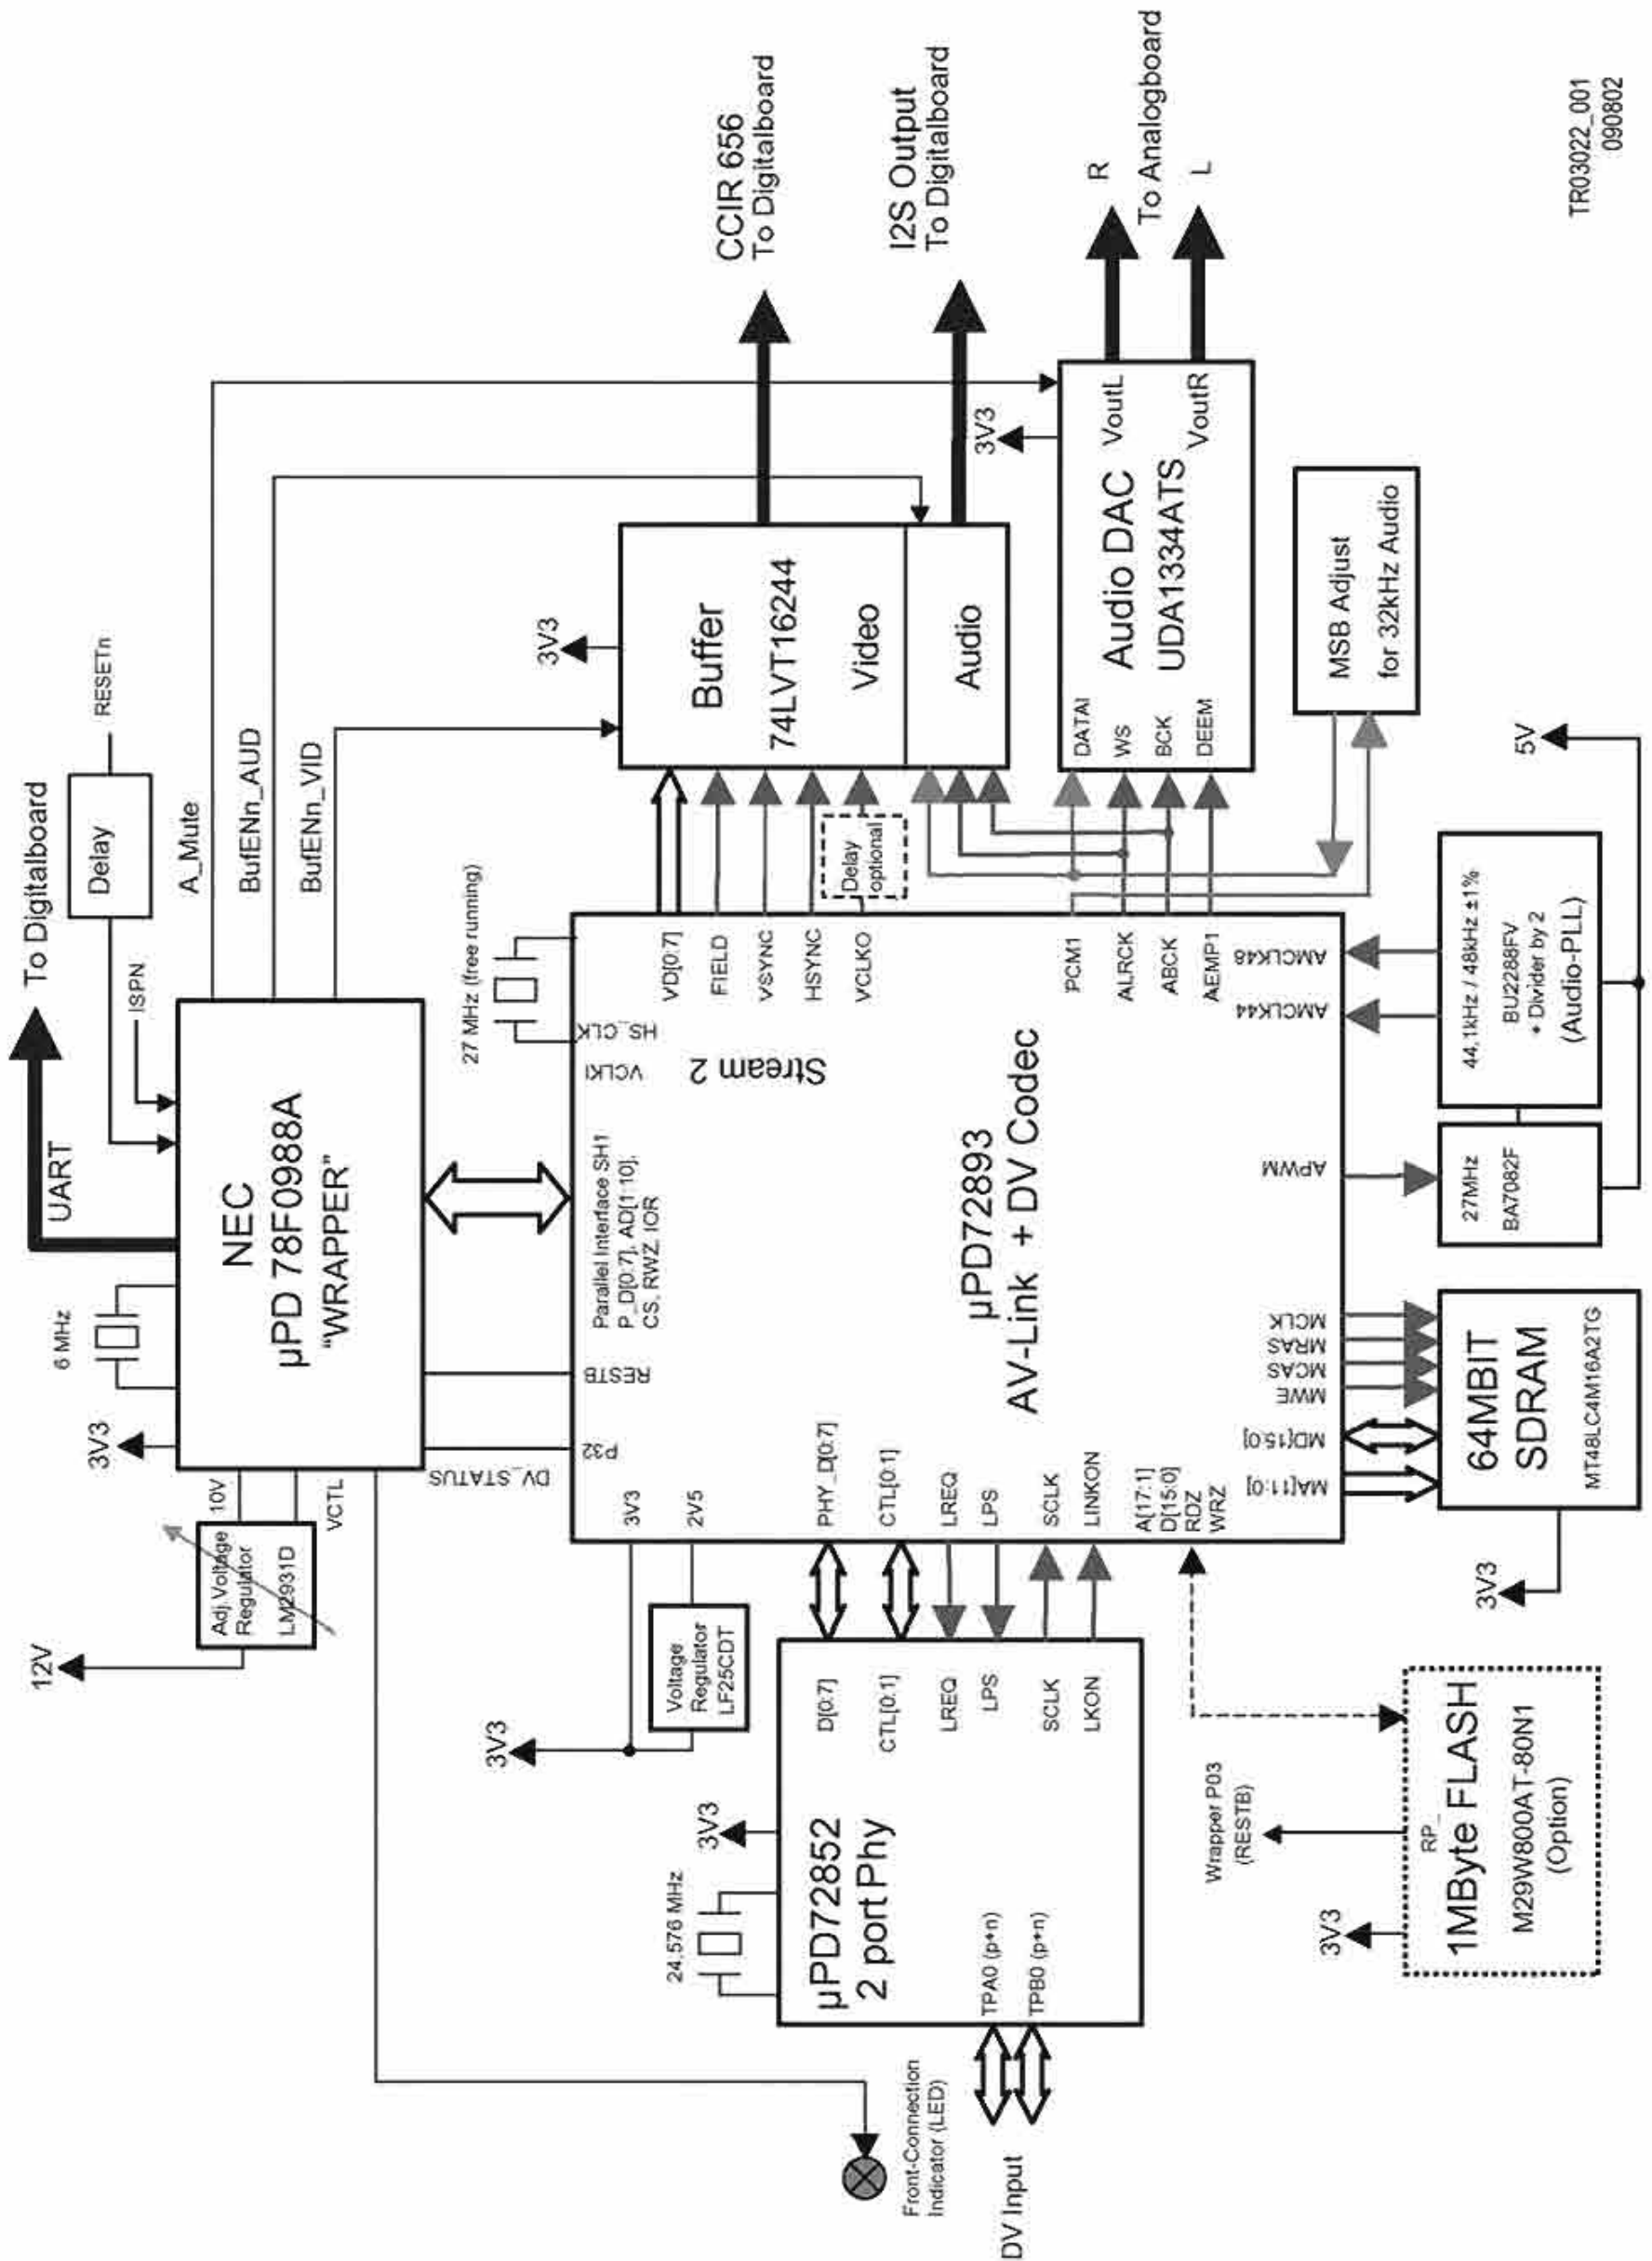 To Digitalboard
UART
Delay
RESETn
ISPN
6 MHz
3V3
NEC
µPD 78F0988A
“WRAPPER”
A_Mute
BufENn_AUD
BufENn_VID
12V
Adj.Voltage
Regulator
LM2931D
10V
VCTL
DV_STATUS
27 MHz (free running)
3V3
Buffer
74LVT16244
Video
Audio
CCIR 656
To Digitalboard
I2S Output
To Digitalboard
3V3
2V5
P32
RESTB
Parallel Interface SH1
P_D[0:7], AD[1:10],
CS, RWZ, IOR
VCLKI
HS_CLK
Stream 2
VD[0:7]
FIELD
VSYNC
HSYNC
VCLKO
Delay
optional
3V3
Voltage
Regulator
LF25CDT
µPD72893
AV-Link + DV Codec
PHY_D[0:7]
CTL[0:1]
LREQ
LPS
SCLK
LINKON
A[17:1]
D[15:0]
RDZ
WRZ
PCM1
ALRCK
ABCK
AEMP1
DATAI
WS
BCK
DEEM
3V3
Audio DAC
UDA1334ATS
VoutL
VoutR
R
To Analogboard
L
24,576 MHz
3V3
µPD72852
2 port Phy
D[0:7]
CTL[0:1]
LREQ
LPS
SCLK
LKON
TPA0 (p+n)
TPB0 (p+n)
Front-Connection
Indicator (LED)
DV Input
MA[11:0]
MD[15:0]
MWE
MCAS
MRAS
MCLK
APWM
AMCLK44
AMCLK48
MSB Adjust
for 32kHz Audio
Wrapper P03
(RESTB)
3V3
RP_
1MByte FLASH
M29W800AT-80N1
(Option)
3V3
64MBIT
SDRAM
MT48LC4M16A2TG
27MHz
BA7082F
44,1kHz / 48kHz ±1%
BU2288FV
+ Divider by 2
(Audio-PLL)
5V
TR03022_001
090802